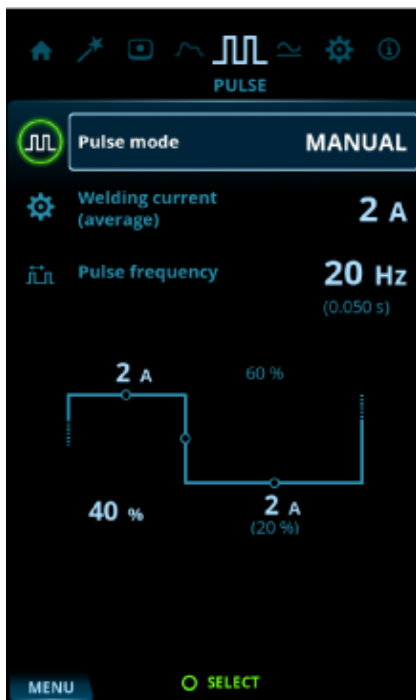 PULSE
Pulse mode MANUAL
Welding current
(average) 2 A
Pulse frequency 20 Hz
(0.050 s)
2 A 60 %
40 % 2 A
(20 %)
MENU SELECT